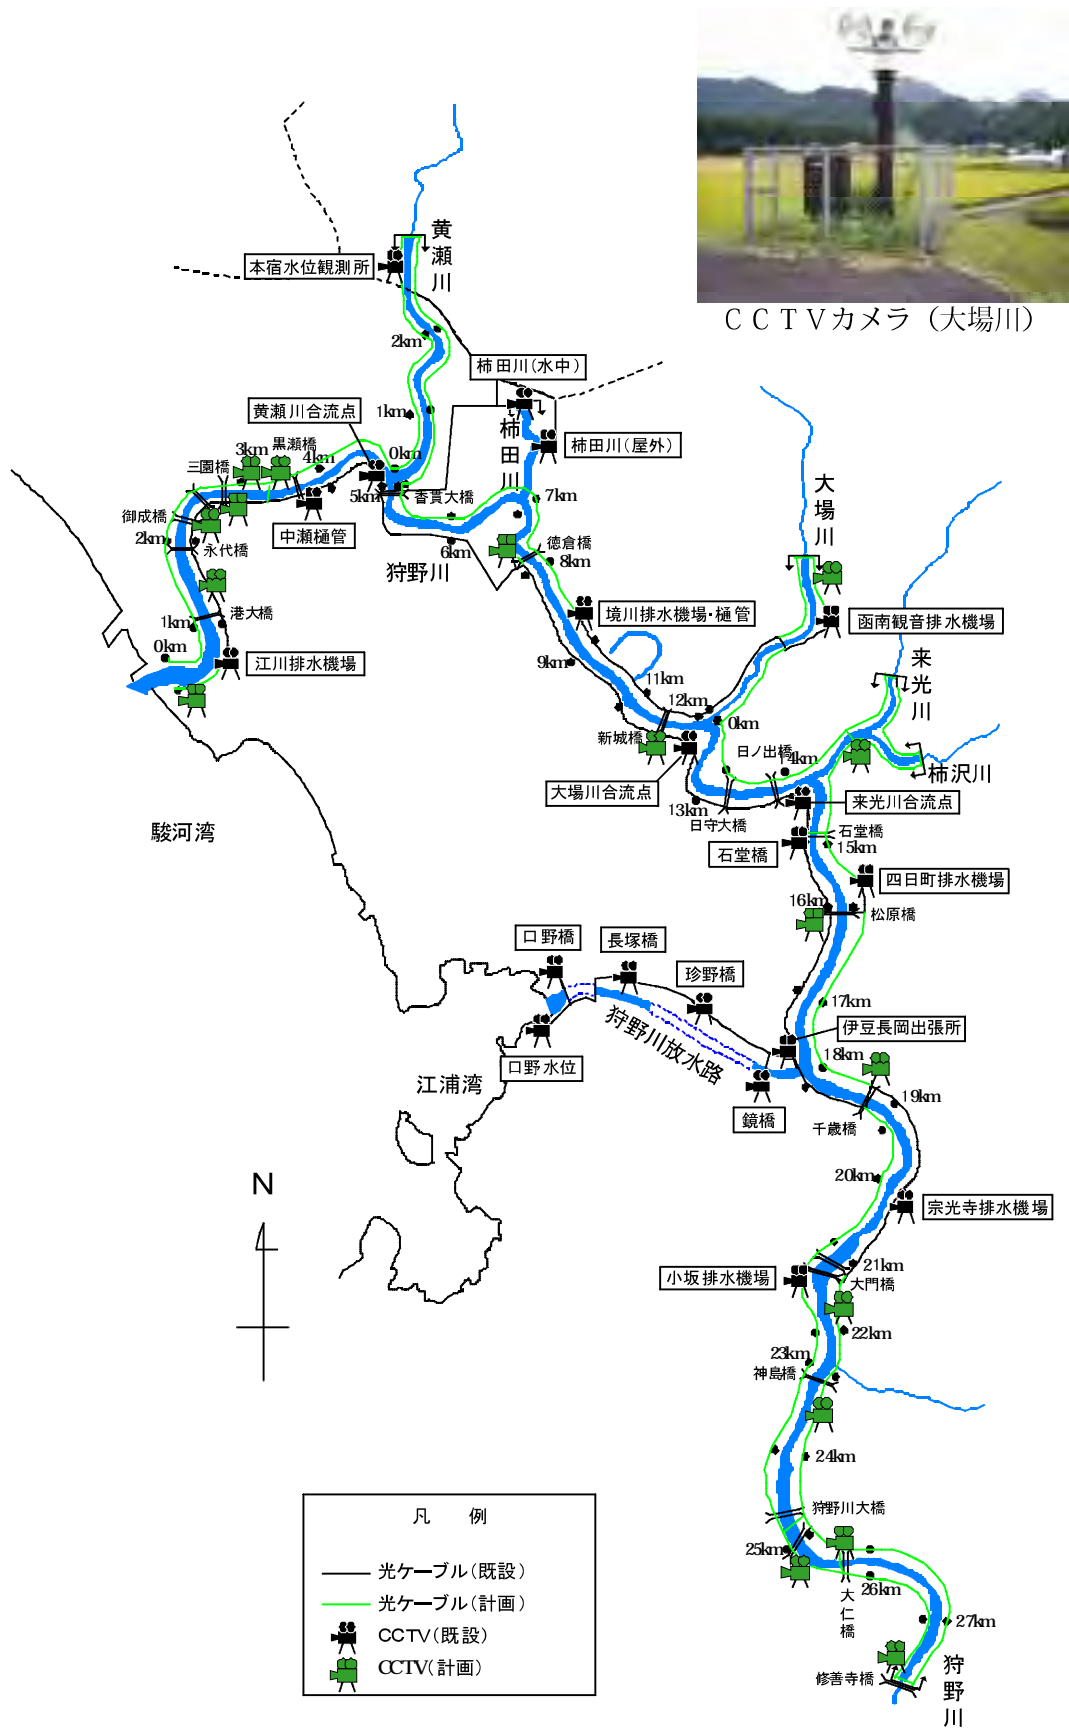 CCTVカメラ（大場川）
黄瀬川
本宿水位観測所
2km
柿田川（水中）
黄瀬川合流点
1km
柿田川
柿田川（屋外）
3km
黒瀬橋
4km
0km
三園橋
5km
香貫大橋
7km
大場川
御成橋
中瀬樋管
2km
永代橋
6km
徳倉橋
8km
狩野川
港大橋
1km
境川排水機場・樋管
函南観音排水機場
0km
江川排水機場
9km
11km
来光川
12km
0km
新城橋
日ノ出橋
14km
柿沢川
大場川合流点
13km
来光川合流点
日守大橋
駿河湾
石堂橋
石堂橋
15km
四日町排水機場
16km
松原橋
口野橋
長塚橋
珍野橋
17km
狩野川放水路
伊豆長岡出張所
口野水位
18km
江浦湾
鏡橋
19km
千歳橋
20km
N
宗光寺排水機場
21km
小坂排水機場
大門橋
22km
23km
神島橋
24km
狩野川大橋
25km
26km
大仁橋
27km
修善寺橋
狩野川
凡　例
光ケーブル（既設）
光ケーブル（計画）
CCTV（既設）
CCTV（計画）